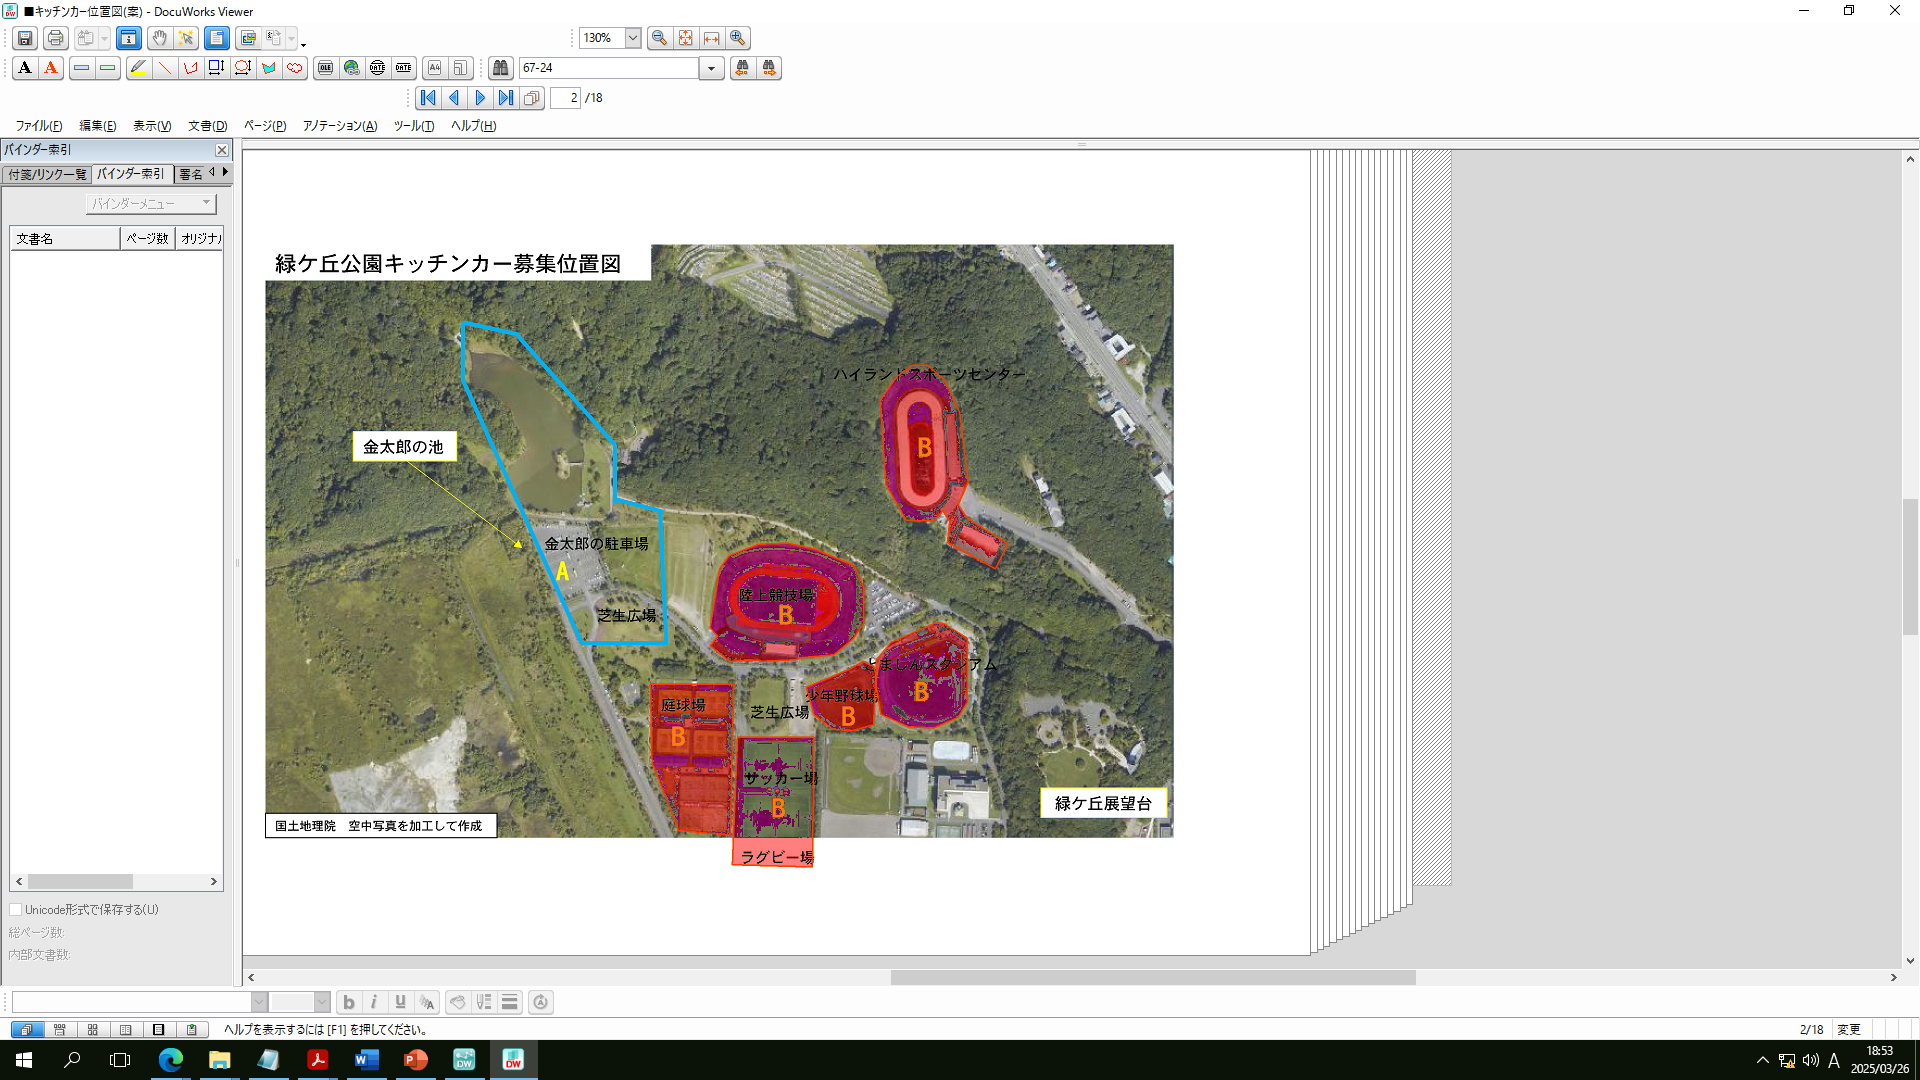 ■キッチンカー位置図(案) - DocuWorks Viewer
130%
67-24
2 /18
ファイル(F) 編集(E) 表示(V) 文書(D) ページ(P) アノテーション(A) ツール(T) ヘルプ(H)
バインダー索引
付箋/リンク一覧 バインダー索引 署名
バインダーメニュー
文書名 ページ数 オリジナル
Unicode形式で保存する(U)
総ページ数:
内部文書数:
緑ケ丘公園キッチンカー募集位置図
ハイランドスポーツセンター
B
金太郎の池
金太郎の駐車場
A
芝生広場
陸上競技場
B
とましんスタジアム
B
少年野球場
B
庭球場
B
芝生広場
サッカー場
B
ラグビー場
緑ケ丘展望台
国土地理院 空中写真を加工して作成
ヘルプを表示するには [F1] を押してください。
2/18 変更
A
18:53
2025/03/26